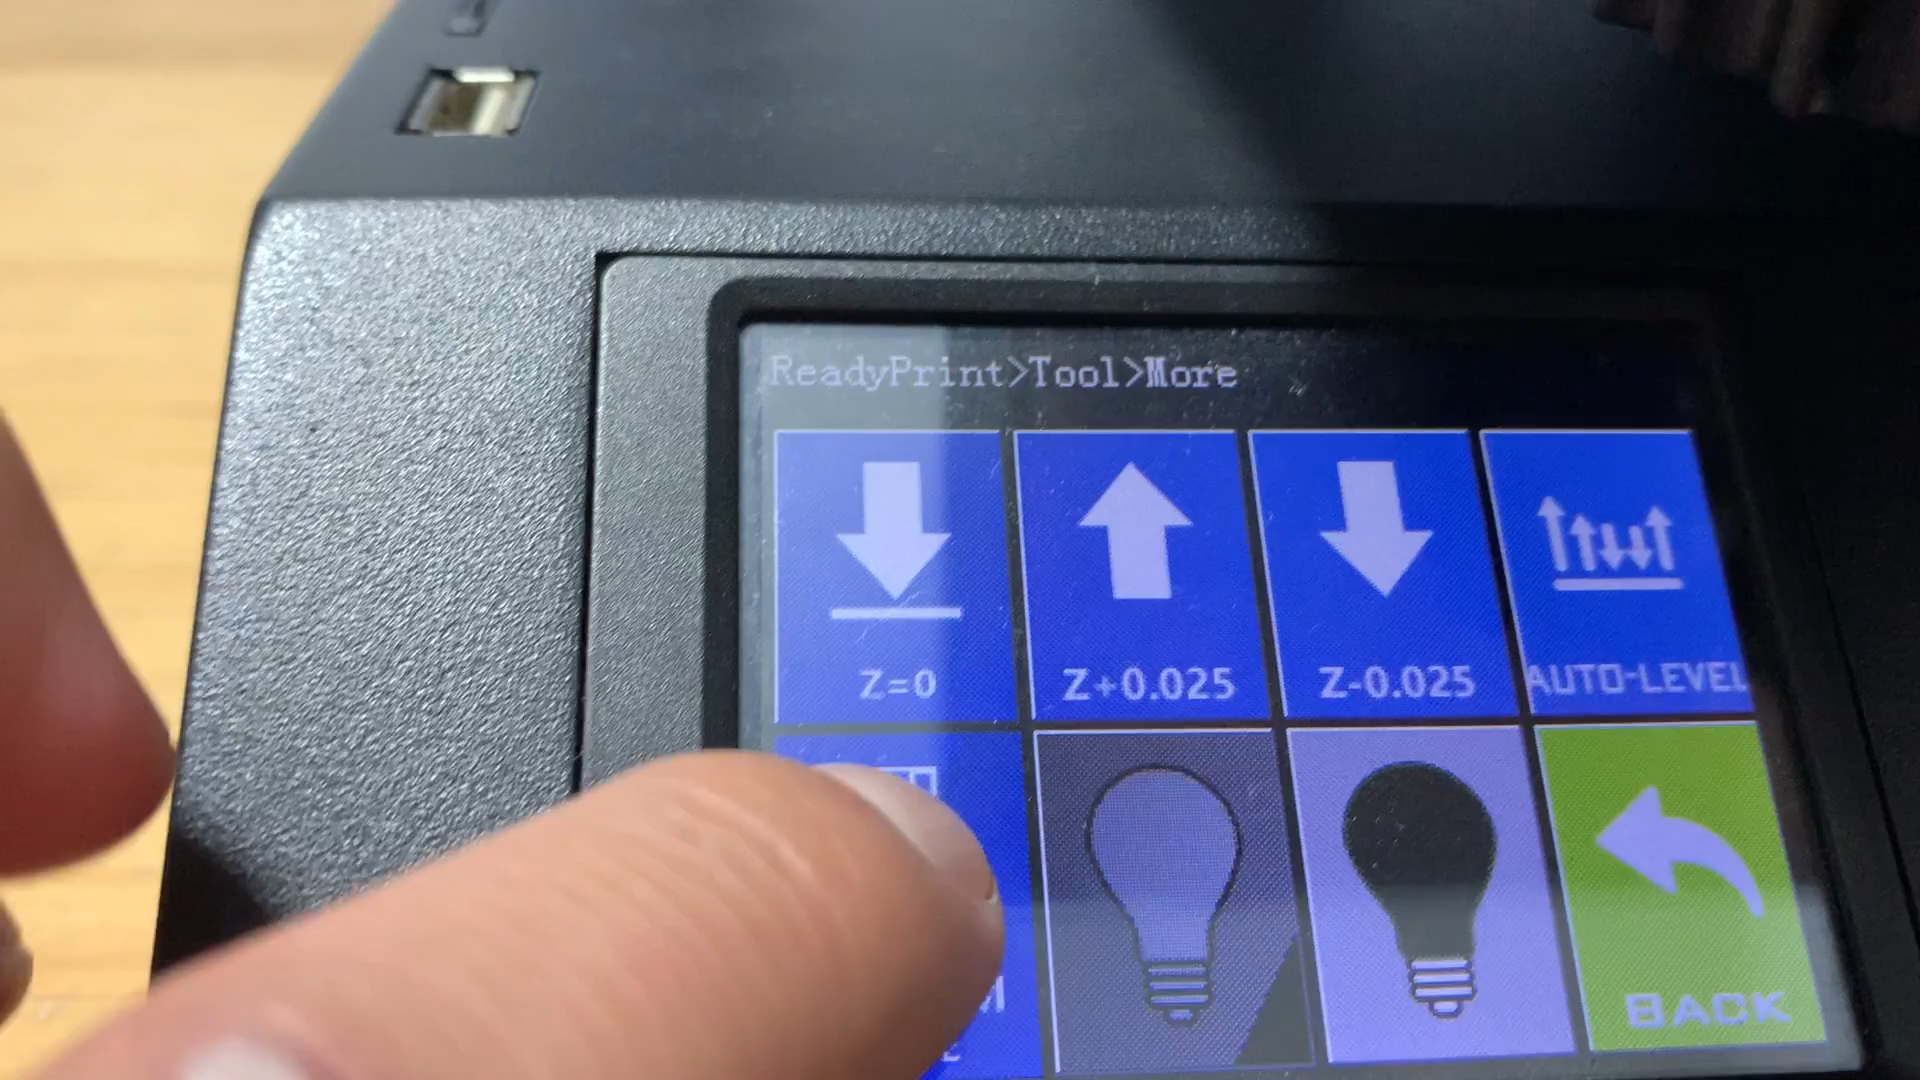 ReadyPrint>Tool>More
Z=0
Z+0.025
Z-0.025
AUTO-LEVEL
BACK